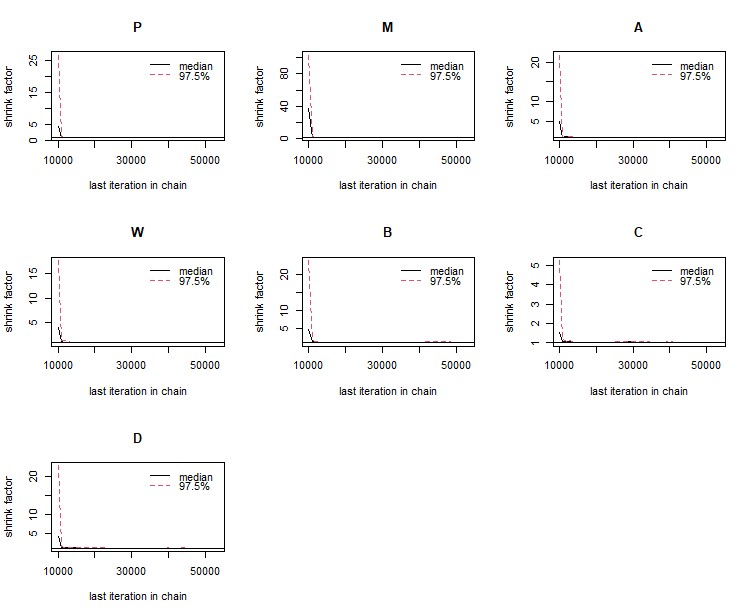 P
shrink factor
0 5 15 25
median
97.5%
10000 30000 50000
last iteration in chain
M
shrink factor
0 40 80
median
97.5%
10000 30000 50000
last iteration in chain
A
shrink factor
5 10 20
median
97.5%
10000 30000 50000
last iteration in chain
W
shrink factor
5 10 15
median
97.5%
10000 30000 50000
last iteration in chain
B
shrink factor
5 10 20
median
97.5%
10000 30000 50000
last iteration in chain
C
shrink factor
1 2 3 4 5
median
97.5%
10000 30000 50000
last iteration in chain
D
shrink factor
5 10 20
median
97.5%
10000 30000 50000
last iteration in chain